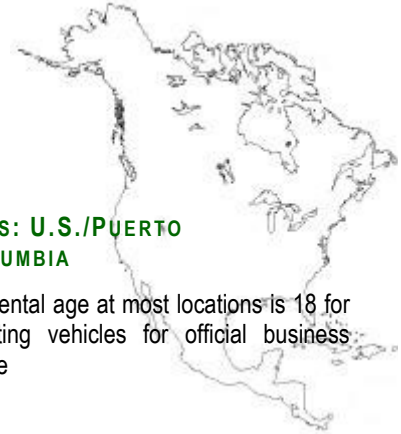 S: U.S./PUERTO
UMBIA
ental age at most locations is 18 for
ting vehicles for official business
e